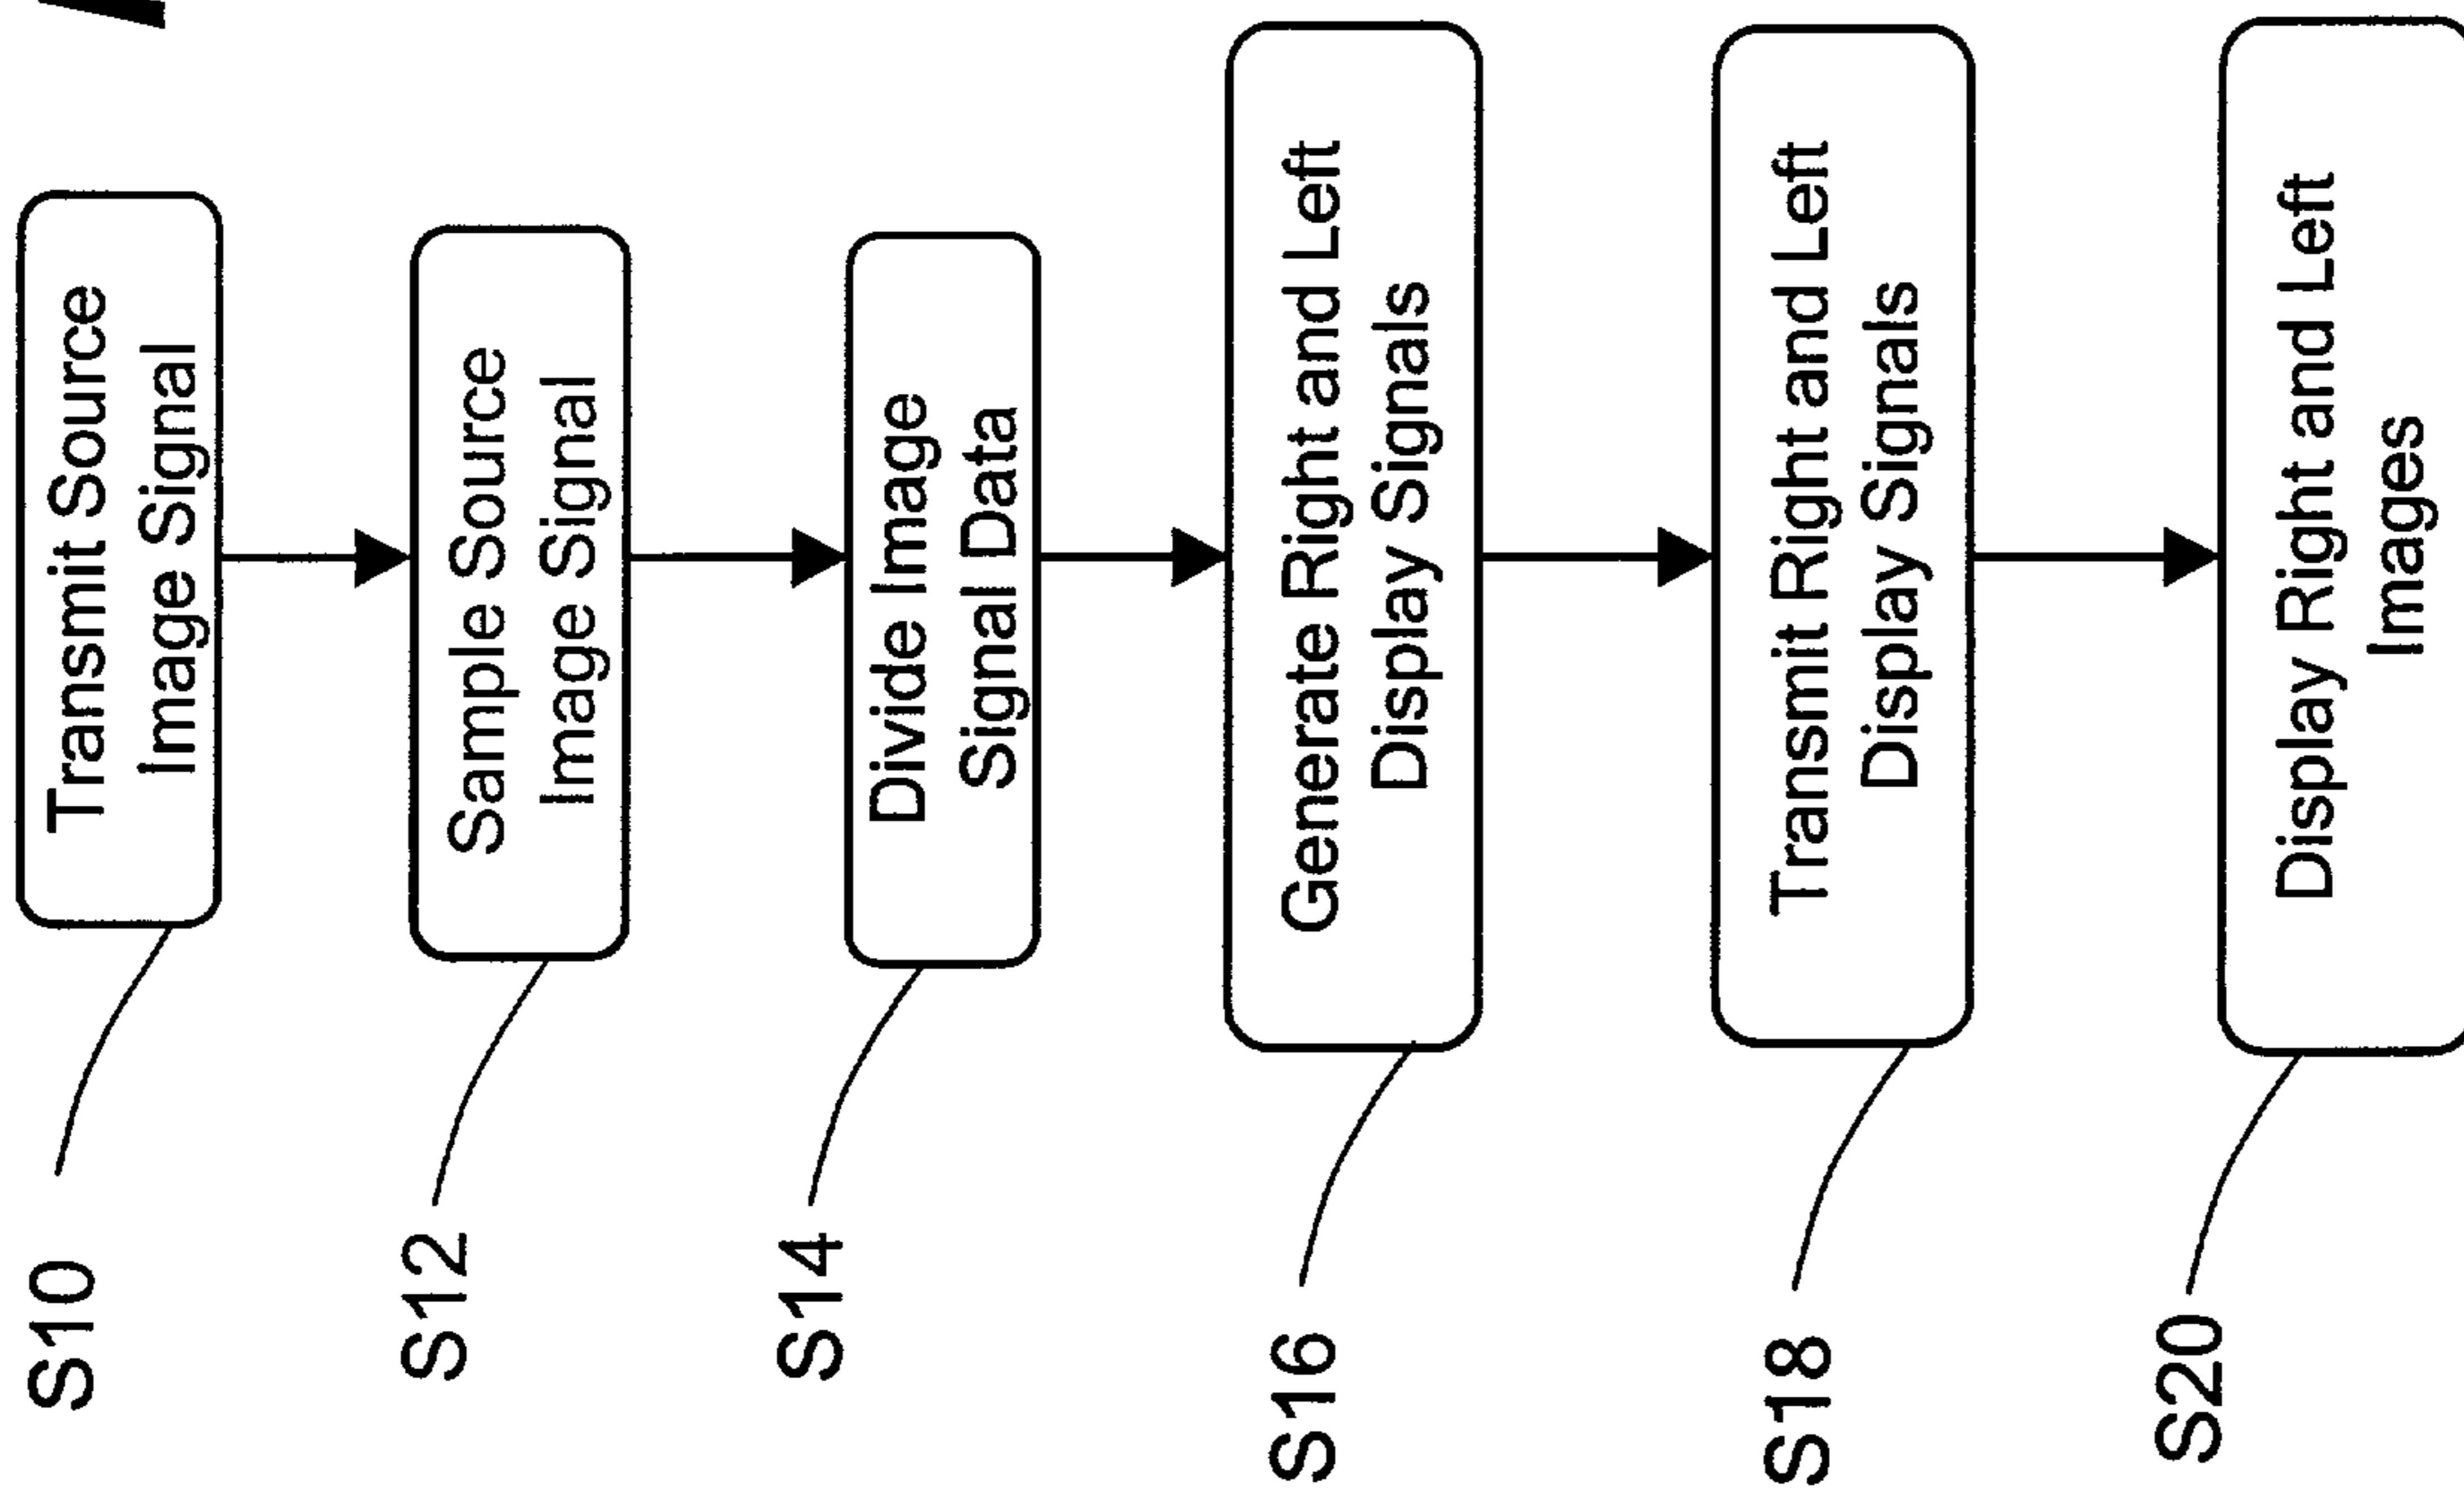 S10
Transmit Source
Image Signal
S12
Sample Source
Image Signal
S14
Divide Image
Signal Data
S16
Generate Right and Left
Display Signals
S18
Transmit Right and Left
Display Signals
S20
Display Right and Left
Images